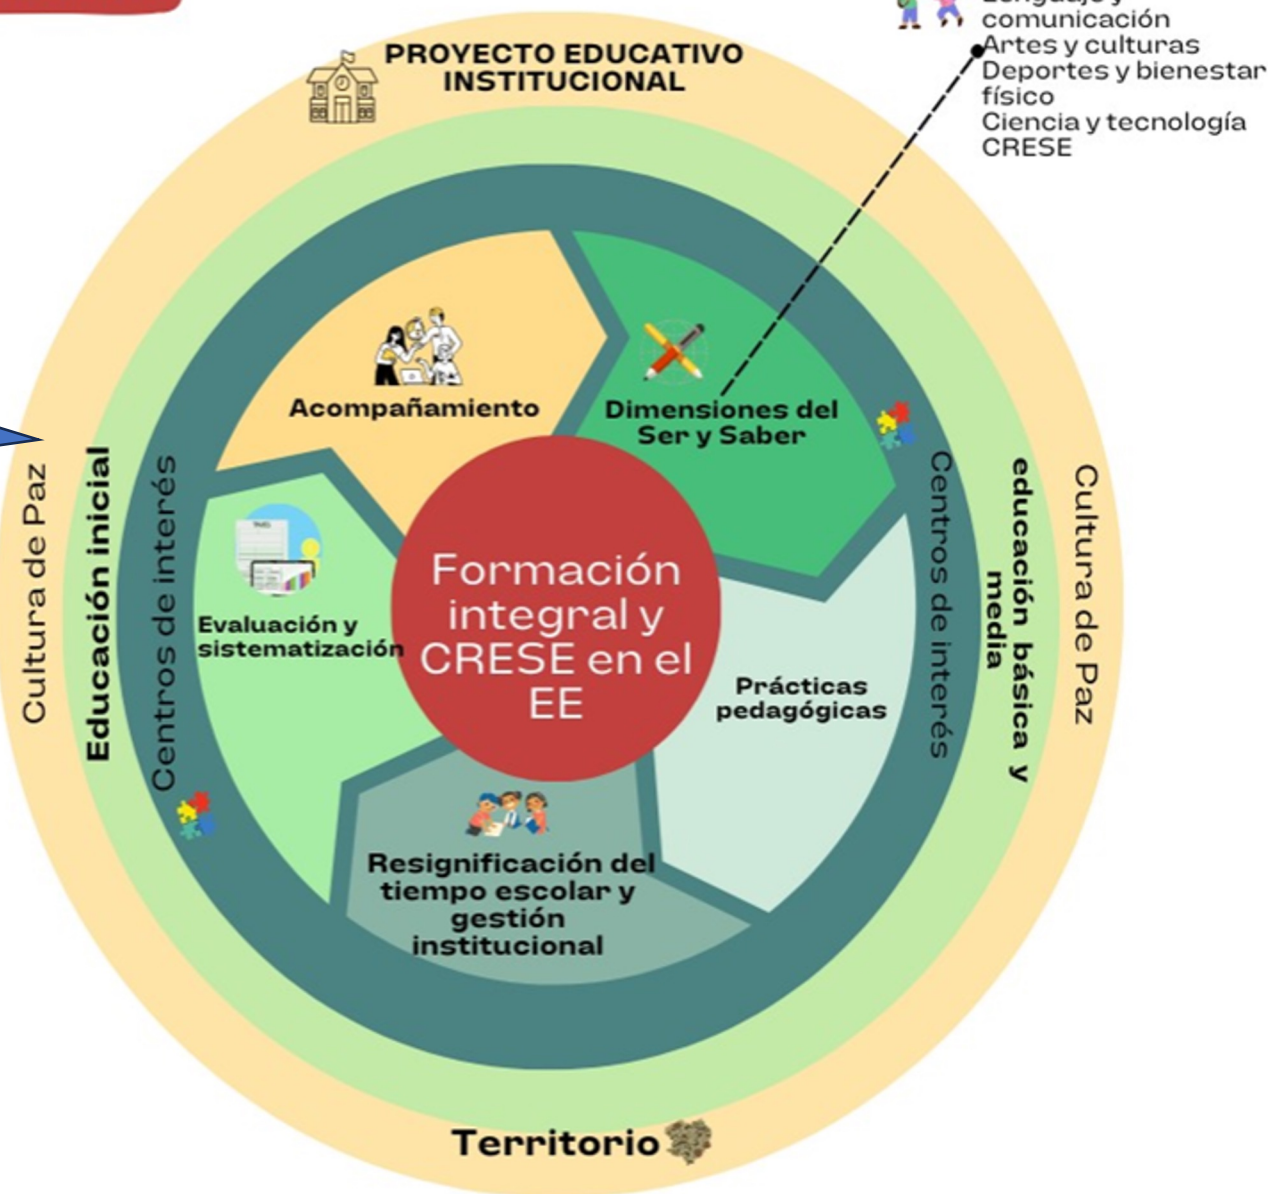 comunicación
Artes y culturas
Deportes y bienestar
físico
Ciencia y tecnología
CRESE
PROYECTO EDUCATIVO
INSTITUCIONAL
Acompañamiento
Dimensiones del
Ser y Saber
Cultura de Paz
Educación inicial
Centros de interés
Evaluación y
sistematización
Formación
integral y
CRESE en el
EE
Prácticas
pedagógicas
Centros de interés
educación básica y
media
Cultura de Paz
Resignificación del
tiempo escolar y
gestión
institucional
Territorio